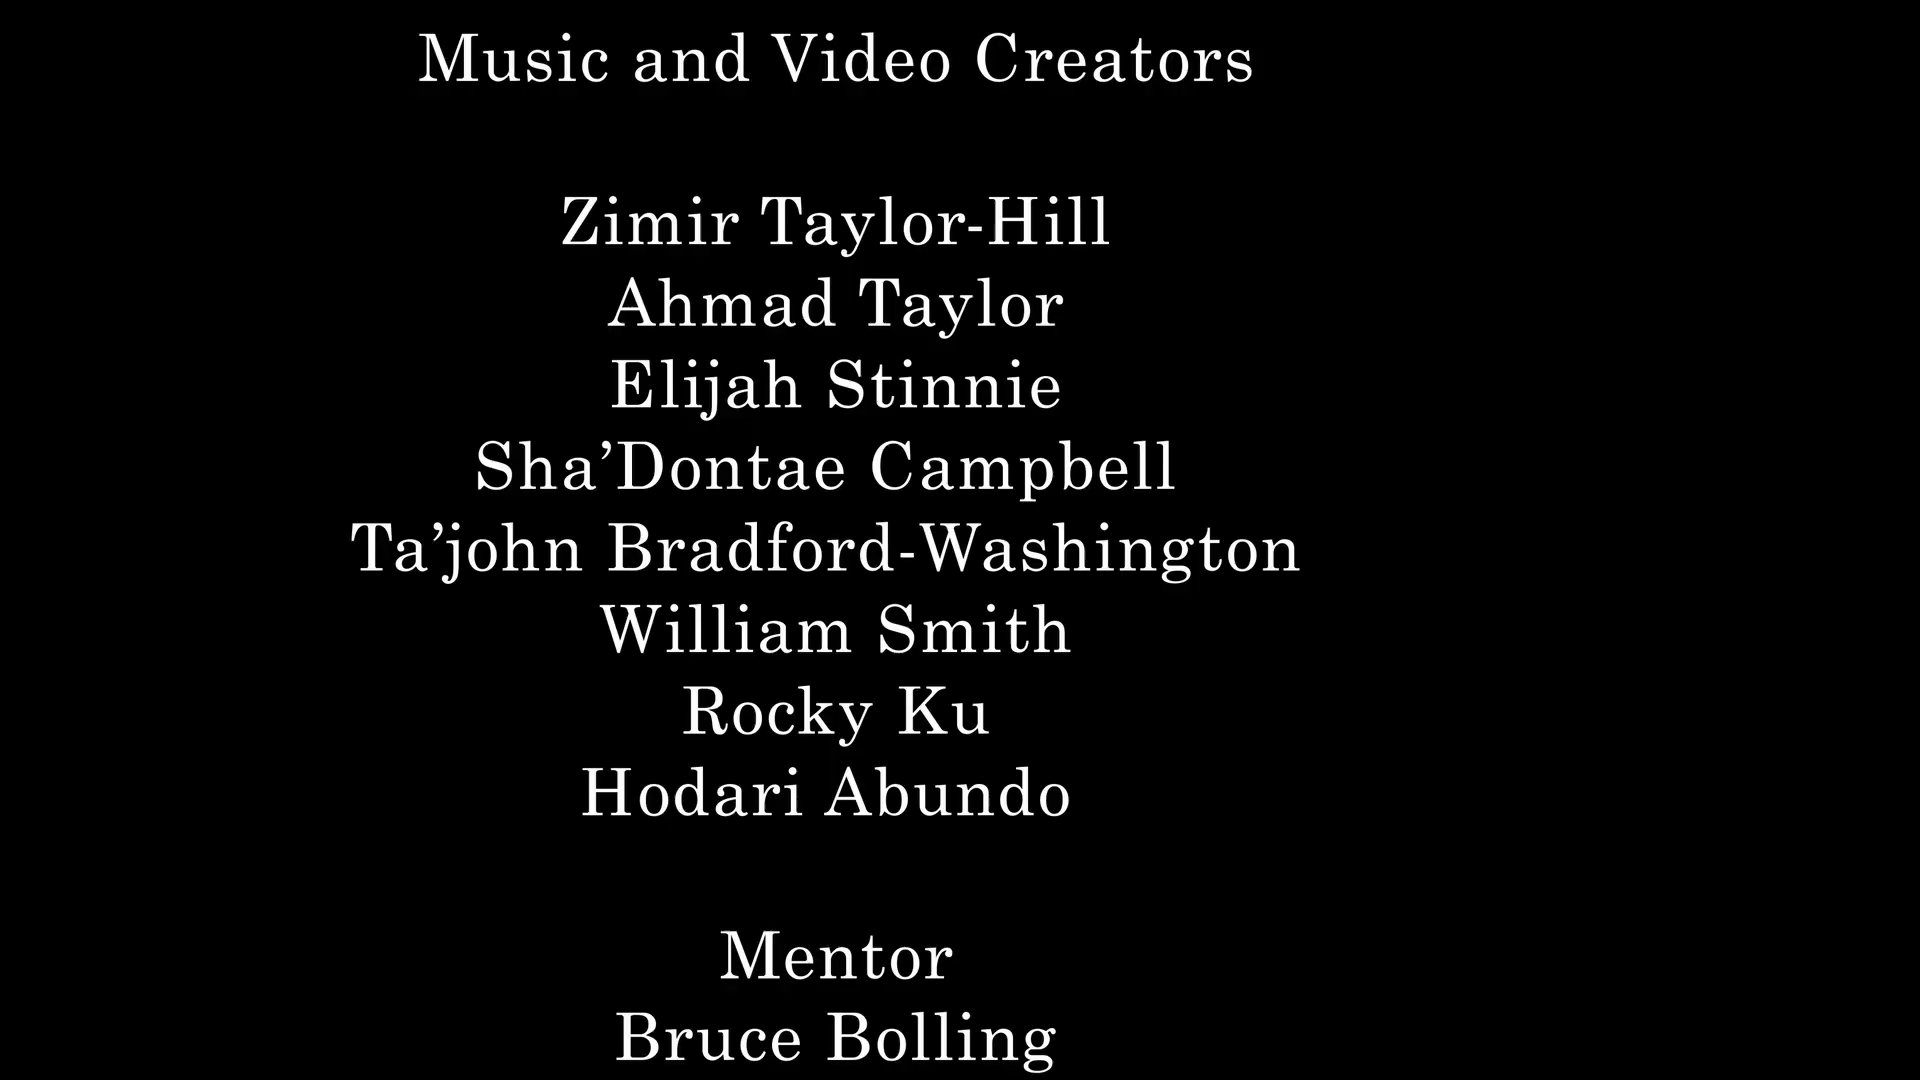 Music and Video Creators
Zimir Taylor-Hill
Ahmad Taylor
Elijah Stinnie
Sha’Dontae Campbell
Ta’john Bradford-Washington
William Smith
Rocky Ku
Hodari Abundo
Mentor
Bruce Bolling